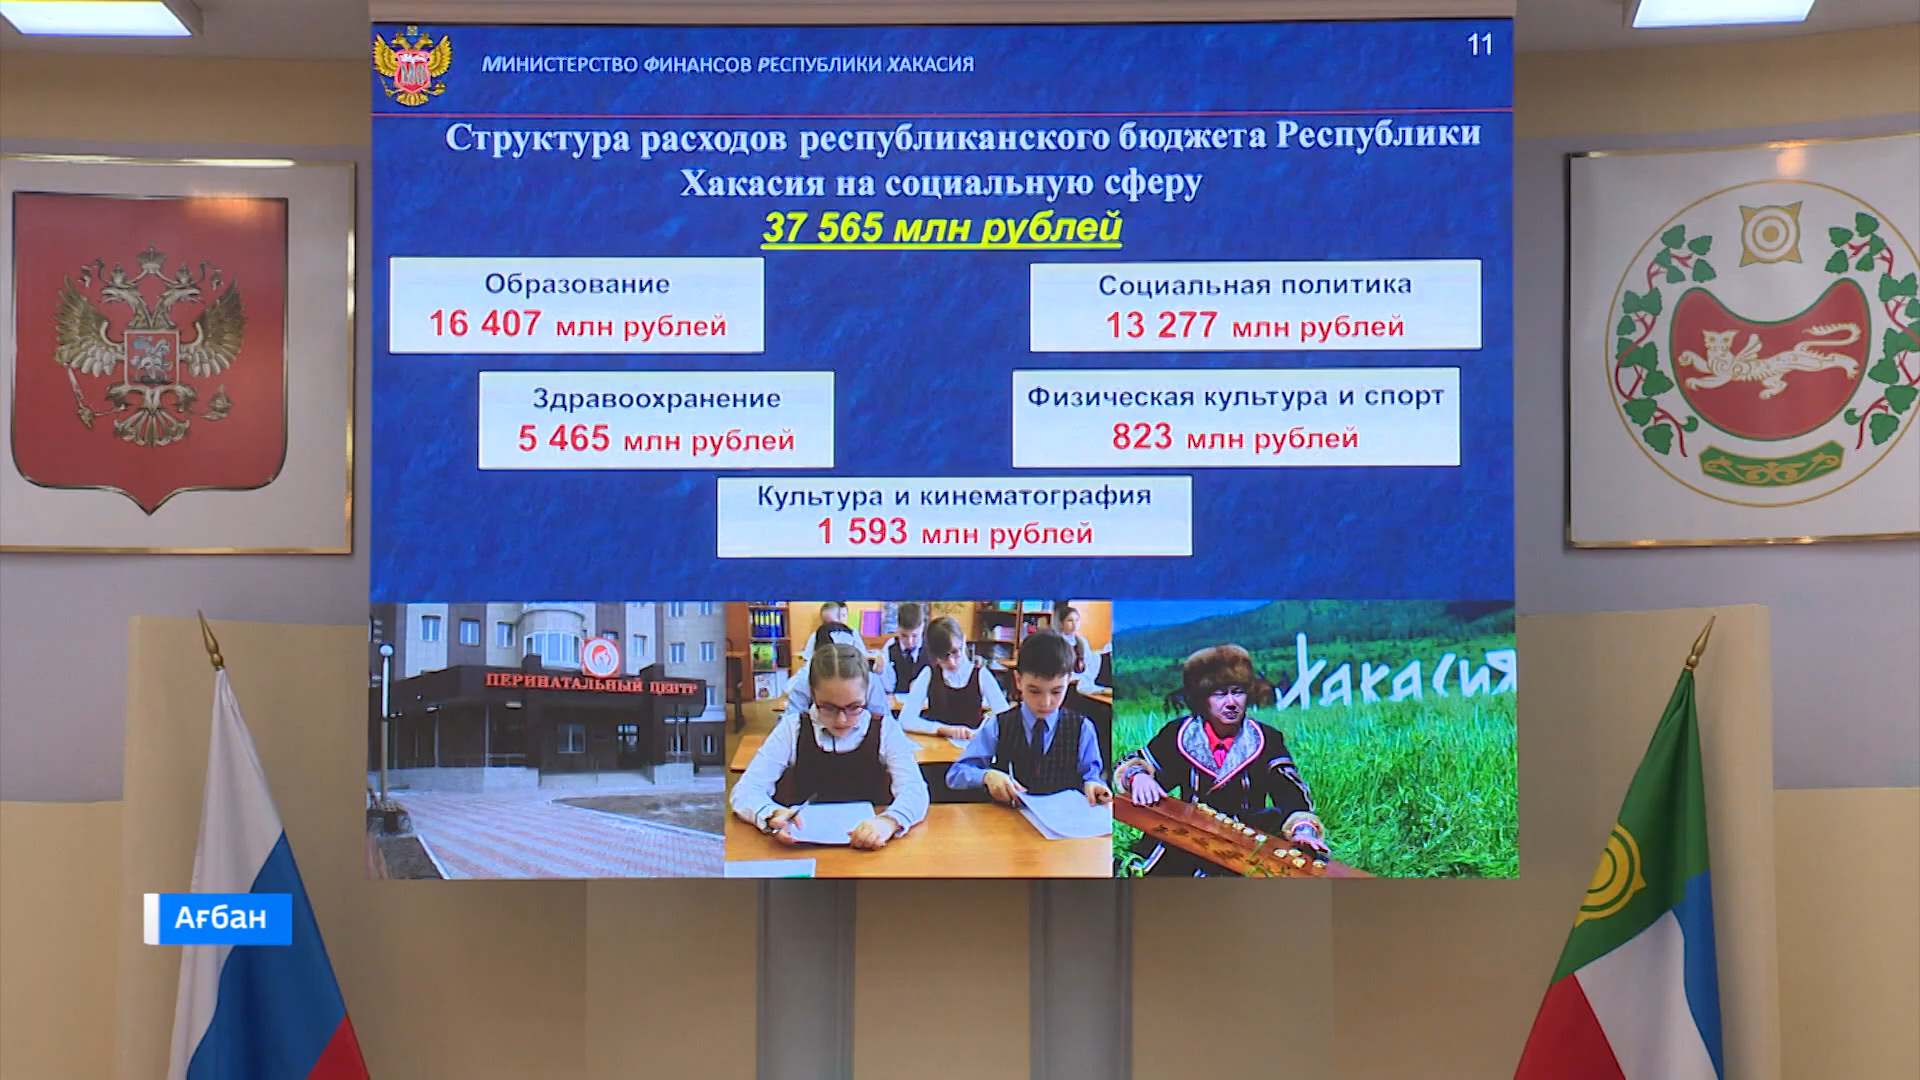 МИНИСТЕРСТВО ФИНАНСОВ РЕСПУБЛИКИ ХАКАСИЯ
11
Структура расходов республиканского бюджета Республики
Хакасия на социальную сферу
37 565 млн рублей
Образование
16 407 млн рублей
Социальная политика
13 277 млн рублей
Здравоохранение
5 465 млн рублей
Физическая культура и спорт
823 млн рублей
Культура и кинематография
1 593 млн рублей
ПЕРИНАТАЛЬНЫЙ ЦЕНТР
Хакасия
Ағбан